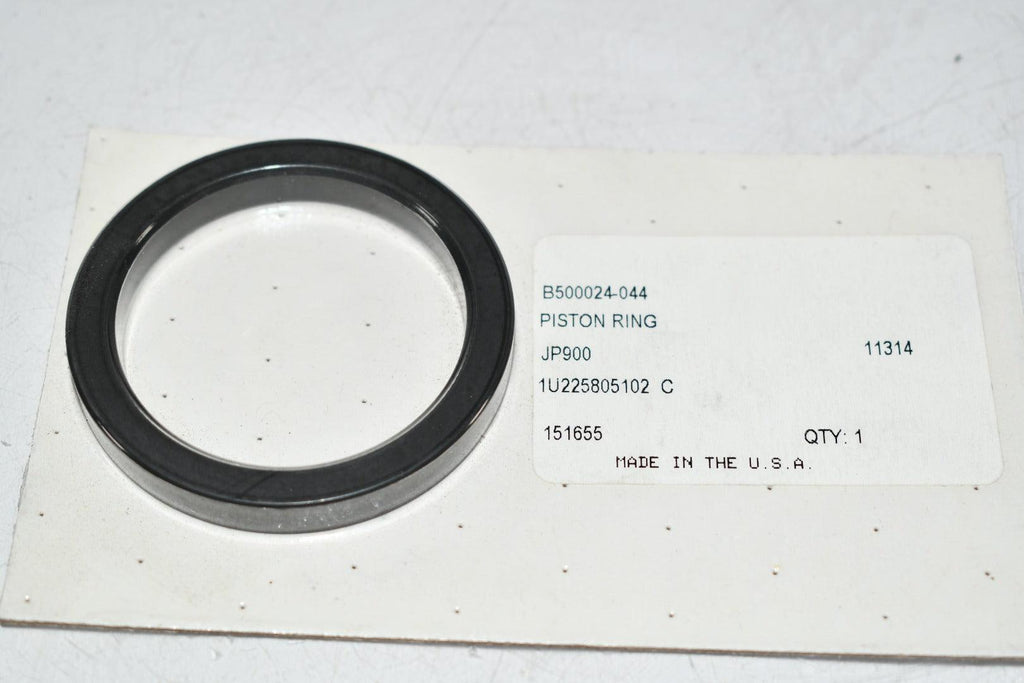 B500024-044
PISTON RING
JP900 11314
1U225805102 C
151655 QTY: 1
MADE IN THE U.S.A.